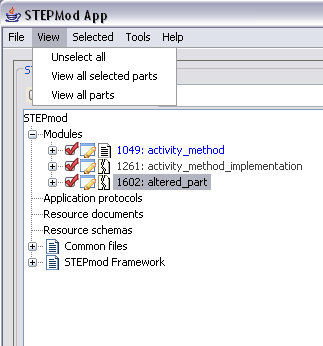 STEPMod App
File View Selected Tools Help
Unselect all
View all selected parts
View all parts
STEPmod
Modules
1049: activity_method
1261: activity_method_implementation
1602: altered_part
Application protocols
Resource documents
Resource schemas
Common files
STEPmod Framework